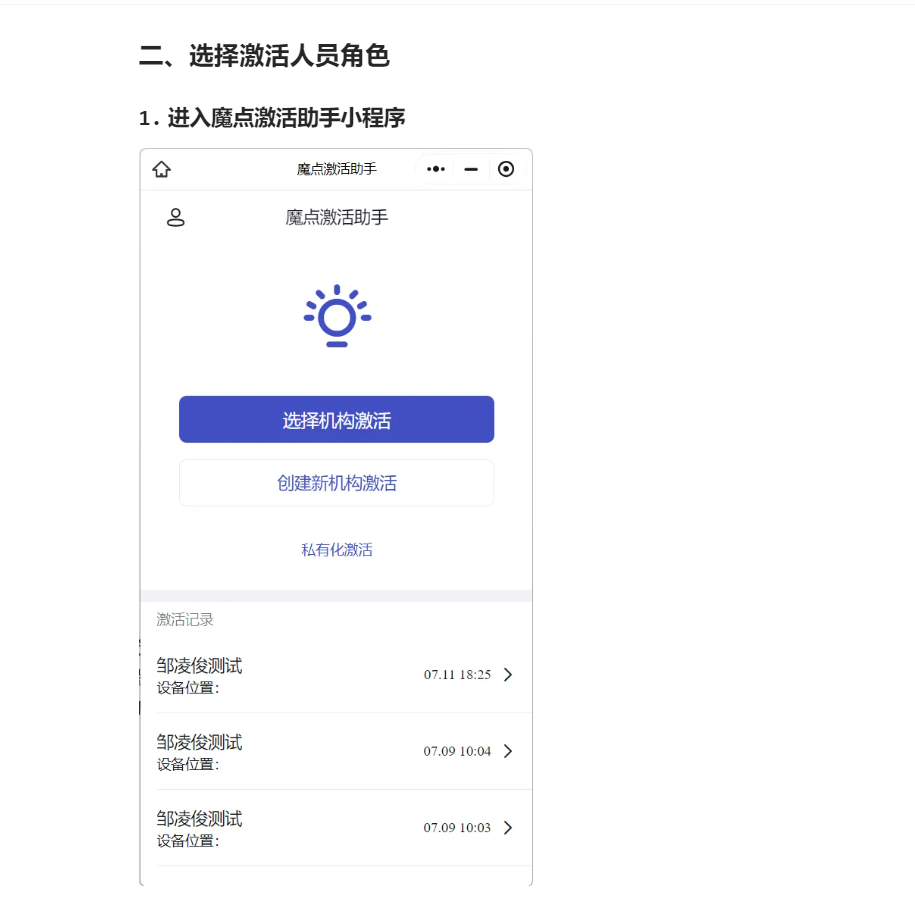 二、选择激活人员角色
1. 进入魔点激活助手小程序
魔点激活助手
魔点激活助手
选择机构激活
创建新机构激活
私有化激活
激活记录
邹凌俊测试
07.11 18:25
设备位置:
邹凌俊测试
07.09 10:04
设备位置:
邹凌俊测试
07.09 10:03
设备位置: